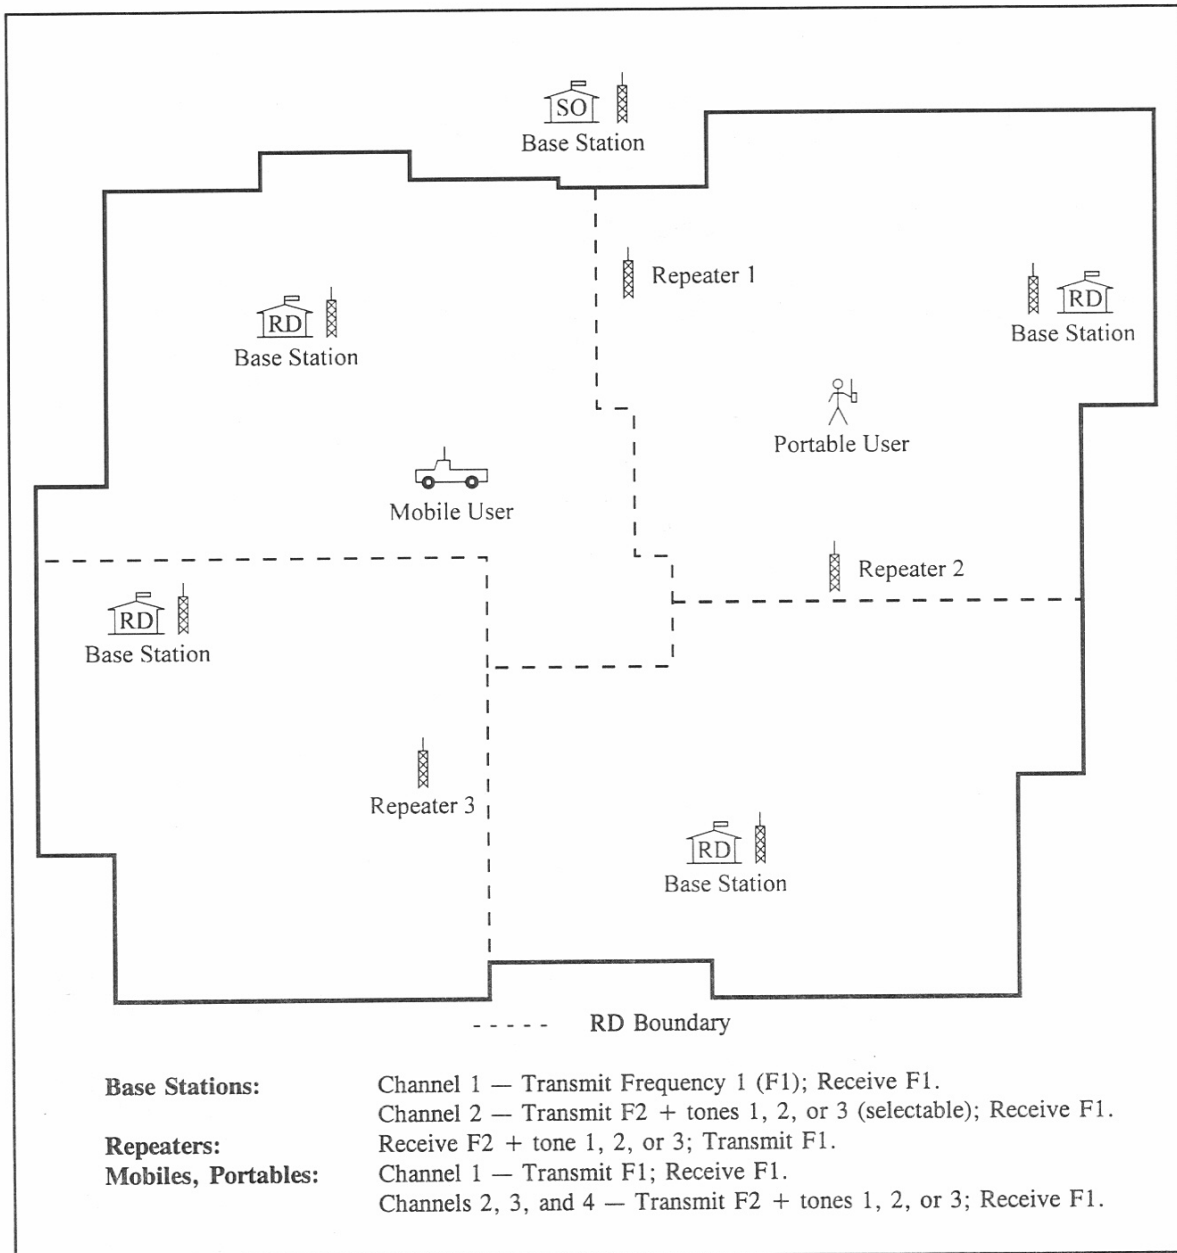 SO
Base Station
Repeater 1
RD
Base Station
RD
Base Station
Portable User
Mobile User
Repeater 2
RD
Base Station
Repeater 3
RD
Base Station
----- RD Boundary
Base Stations: Channel 1 — Transmit Frequency 1 (F1); Receive F1.
Channel 2 — Transmit F2 + tones 1, 2, or 3 (selectable); Receive F1.
Repeaters: Receive F2 + tone 1, 2, or 3; Transmit F1.
Mobiles, Portables: Channel 1 — Transmit F1; Receive F1.
Channels 2, 3, and 4 — Transmit F2 + tones 1, 2, or 3; Receive F1.